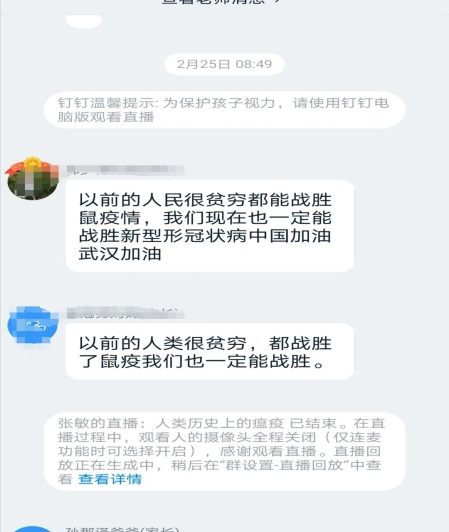 查看老师消息
2月25日 08:49
钉钉温馨提示: 为保护孩子视力，请使用钉钉电
脑版观看直播
以前的人民很贫穷都能战胜
鼠疫情，我们现在也一定能
战胜新型形冠状病中国加油
武汉加油
以前的人类很贫穷，都战胜
了鼠疫我们也一定能战胜。
张敏的直播：人类历史上的瘟疫 已结束。在直
播过程中，观看人的摄像头全程关闭（仅连麦
功能时可选择开启），感谢观看直播。直播回
放正在生成中，稍后在“群设置-直播回放”中查
看 查看详情